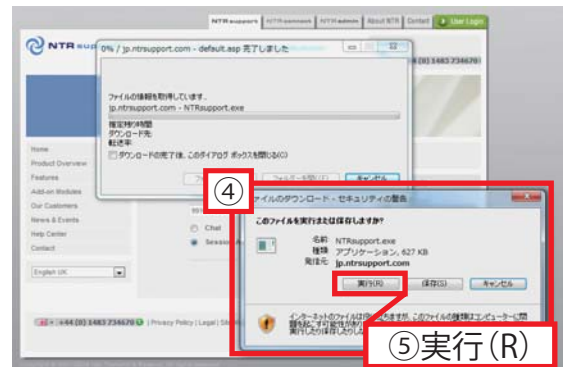 NTRsupport NTRconnect NTRadmin About NTR Contact User Login
NTR sup
0% / jp.ntrsupport.com - default.asp 完了しました
4 (0) 1483 734670
ファイルの情報を取得しています.
jp.ntrsupport.com - NTRsupport.exe
推定残り時間
ダウンロード先:
転送率:
ダウンロードの完了後、このダイアログ ボックスを閉じる(C)
キャンセル
Home
Product Overview
Features
Add-on Modules
Our Customers
News & Events
Help Center
Contact
English UK
Chat
Session
④
ファイルのダウンロード - セキュリティの警告
このファイルを実行または保存しますか?
名前 NTRsupport.exe
種類 アプリケーション, 627 KB
発信元 jp.ntrsupport.com
実行(R) 保存(S) キャンセル
+44 (0) 1483 734670 | Privacy Policy | Legal |
⑤実行(R)